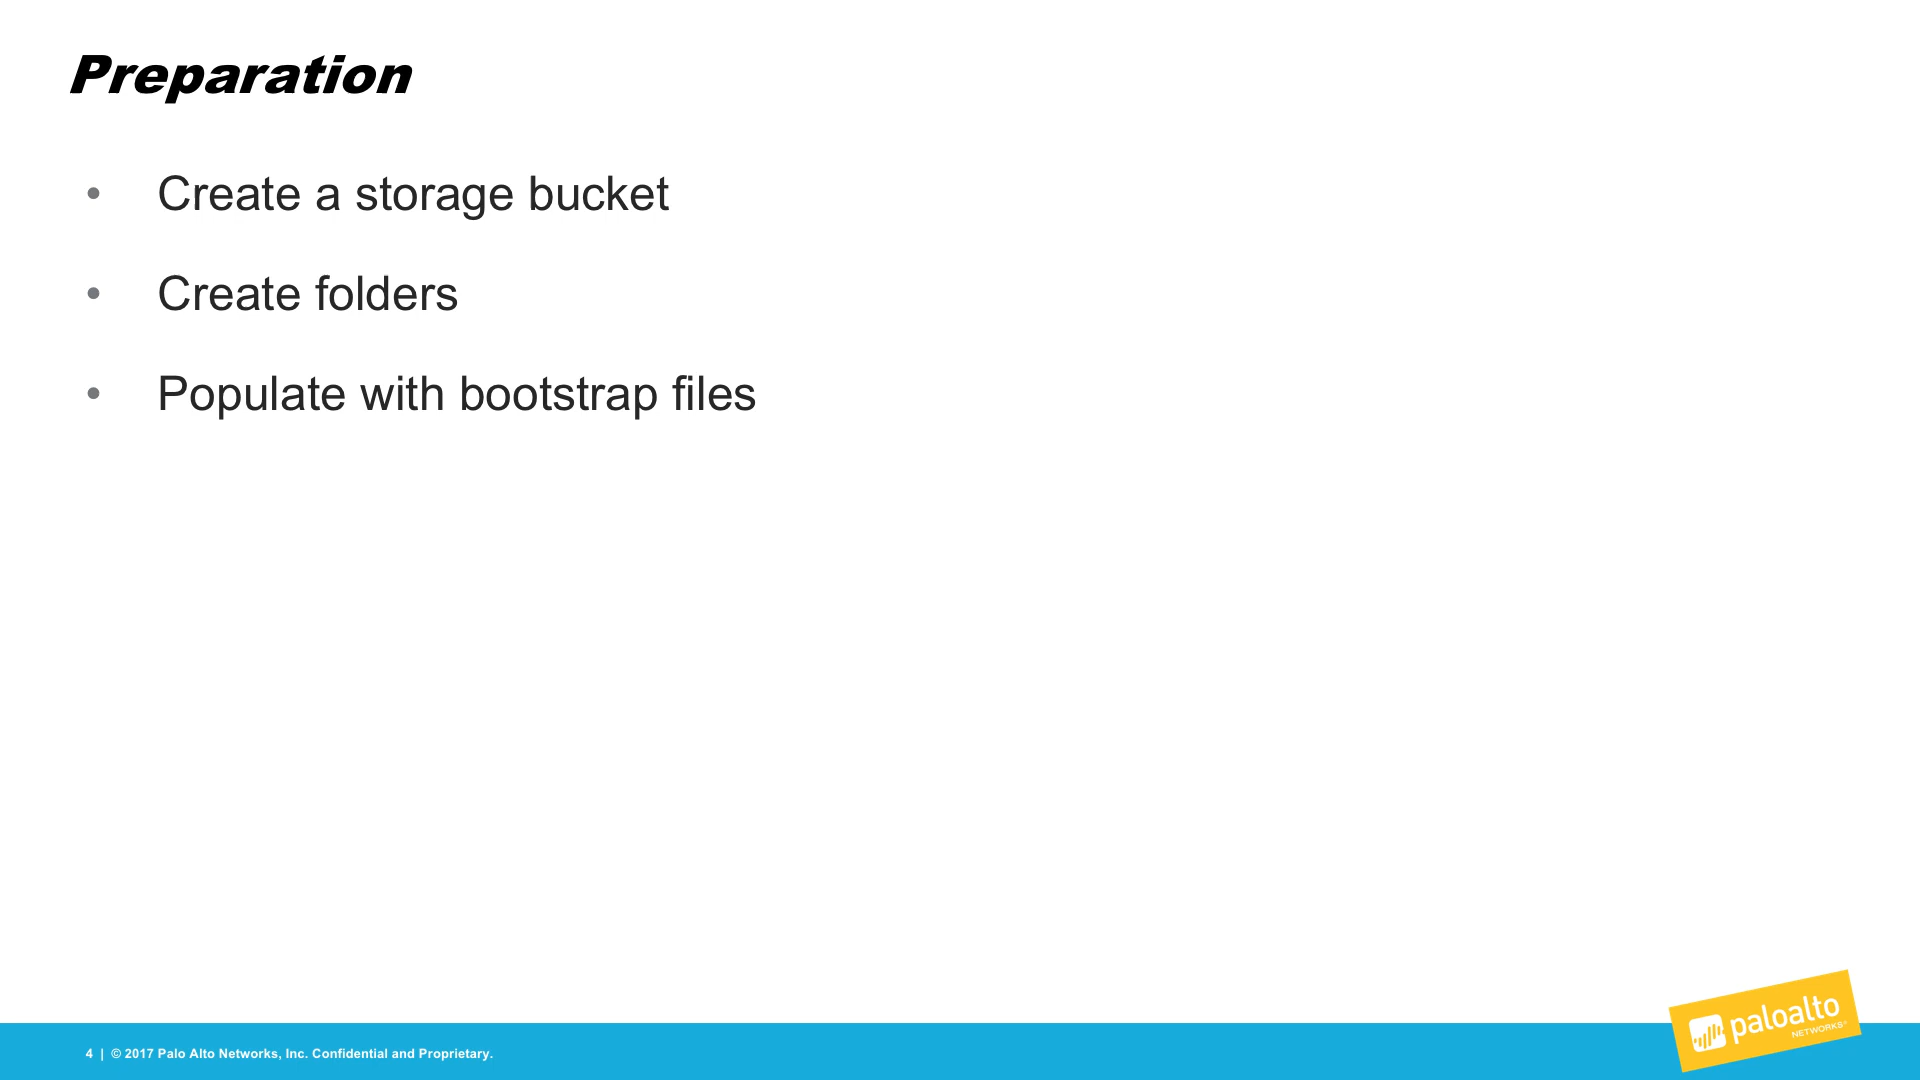 Preparation
• Create a storage bucket
• Create folders
• Populate with bootstrap files
4 | © 2017 Palo Alto Networks, Inc. Confidential and Proprietary.
paloalto
NETWORKS®